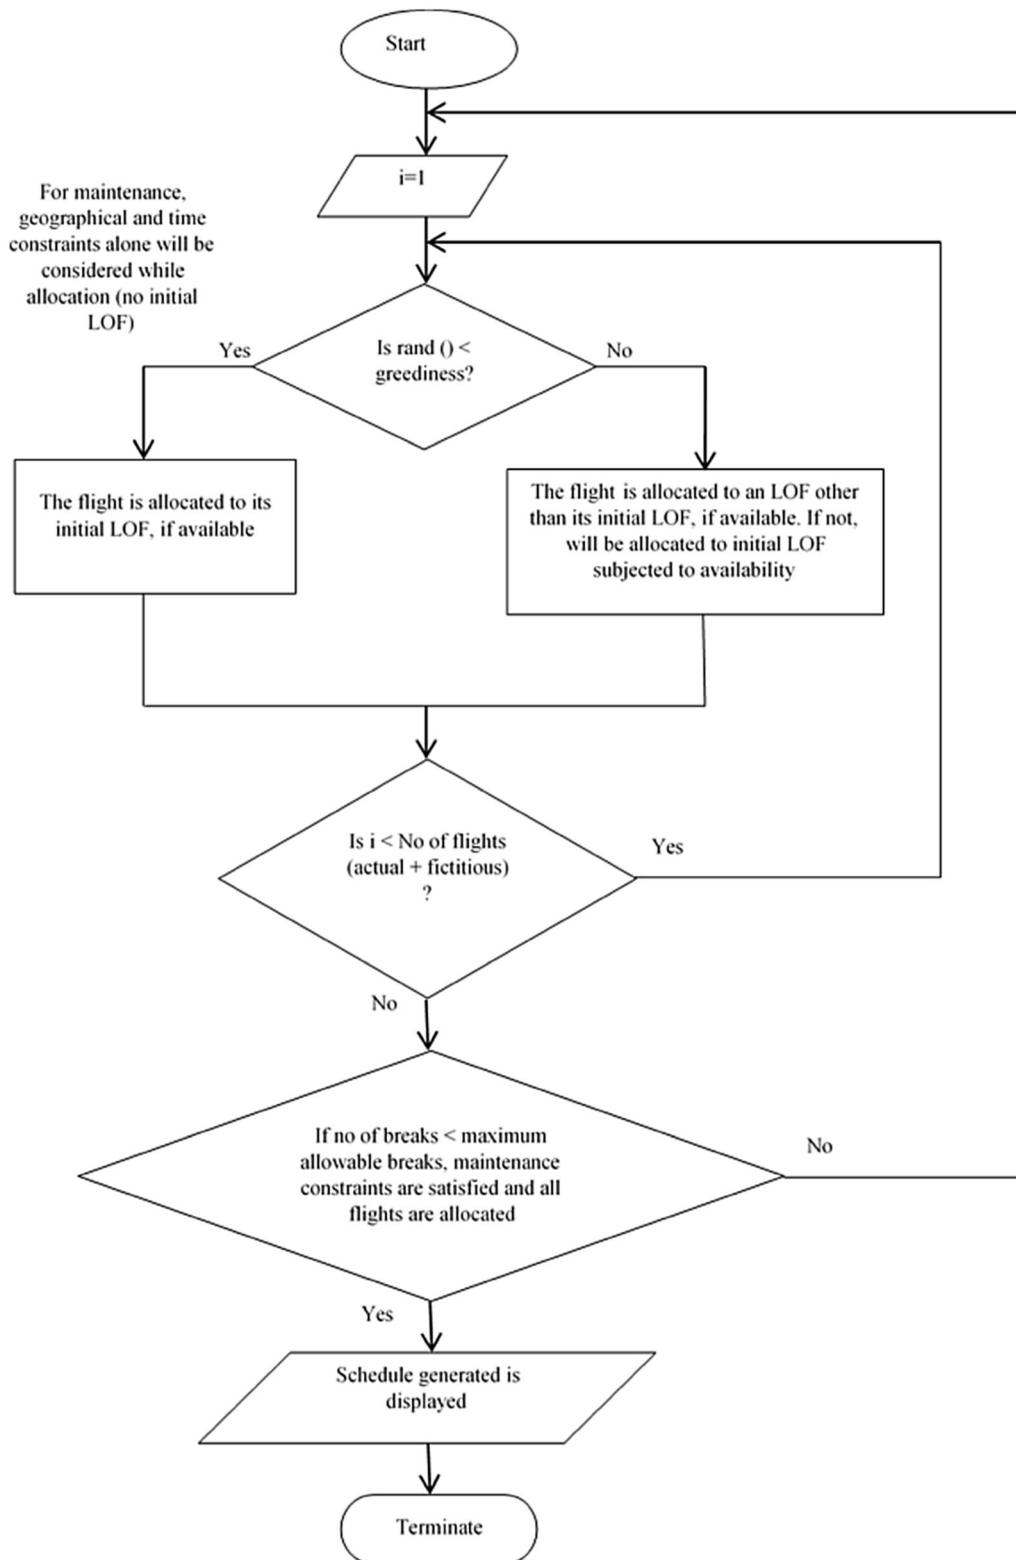 Start
i=1
For maintenance,
geographical and time
constraints alone will be
considered while
allocation (no initial
LOF)
Is rand () <
greediness?
Yes
No
The flight is allocated to its
initial LOF, if available
The flight is allocated to an LOF other
than its initial LOF, if available. If not,
will be allocated to initial LOF
subjected to availability
Is i < No of flights
(actual + fictitious)
?
Yes
No
If no of breaks < maximum
allowable breaks, maintenance
constraints are satisfied and all
flights are allocated
No
Yes
Schedule generated is
displayed
Terminate